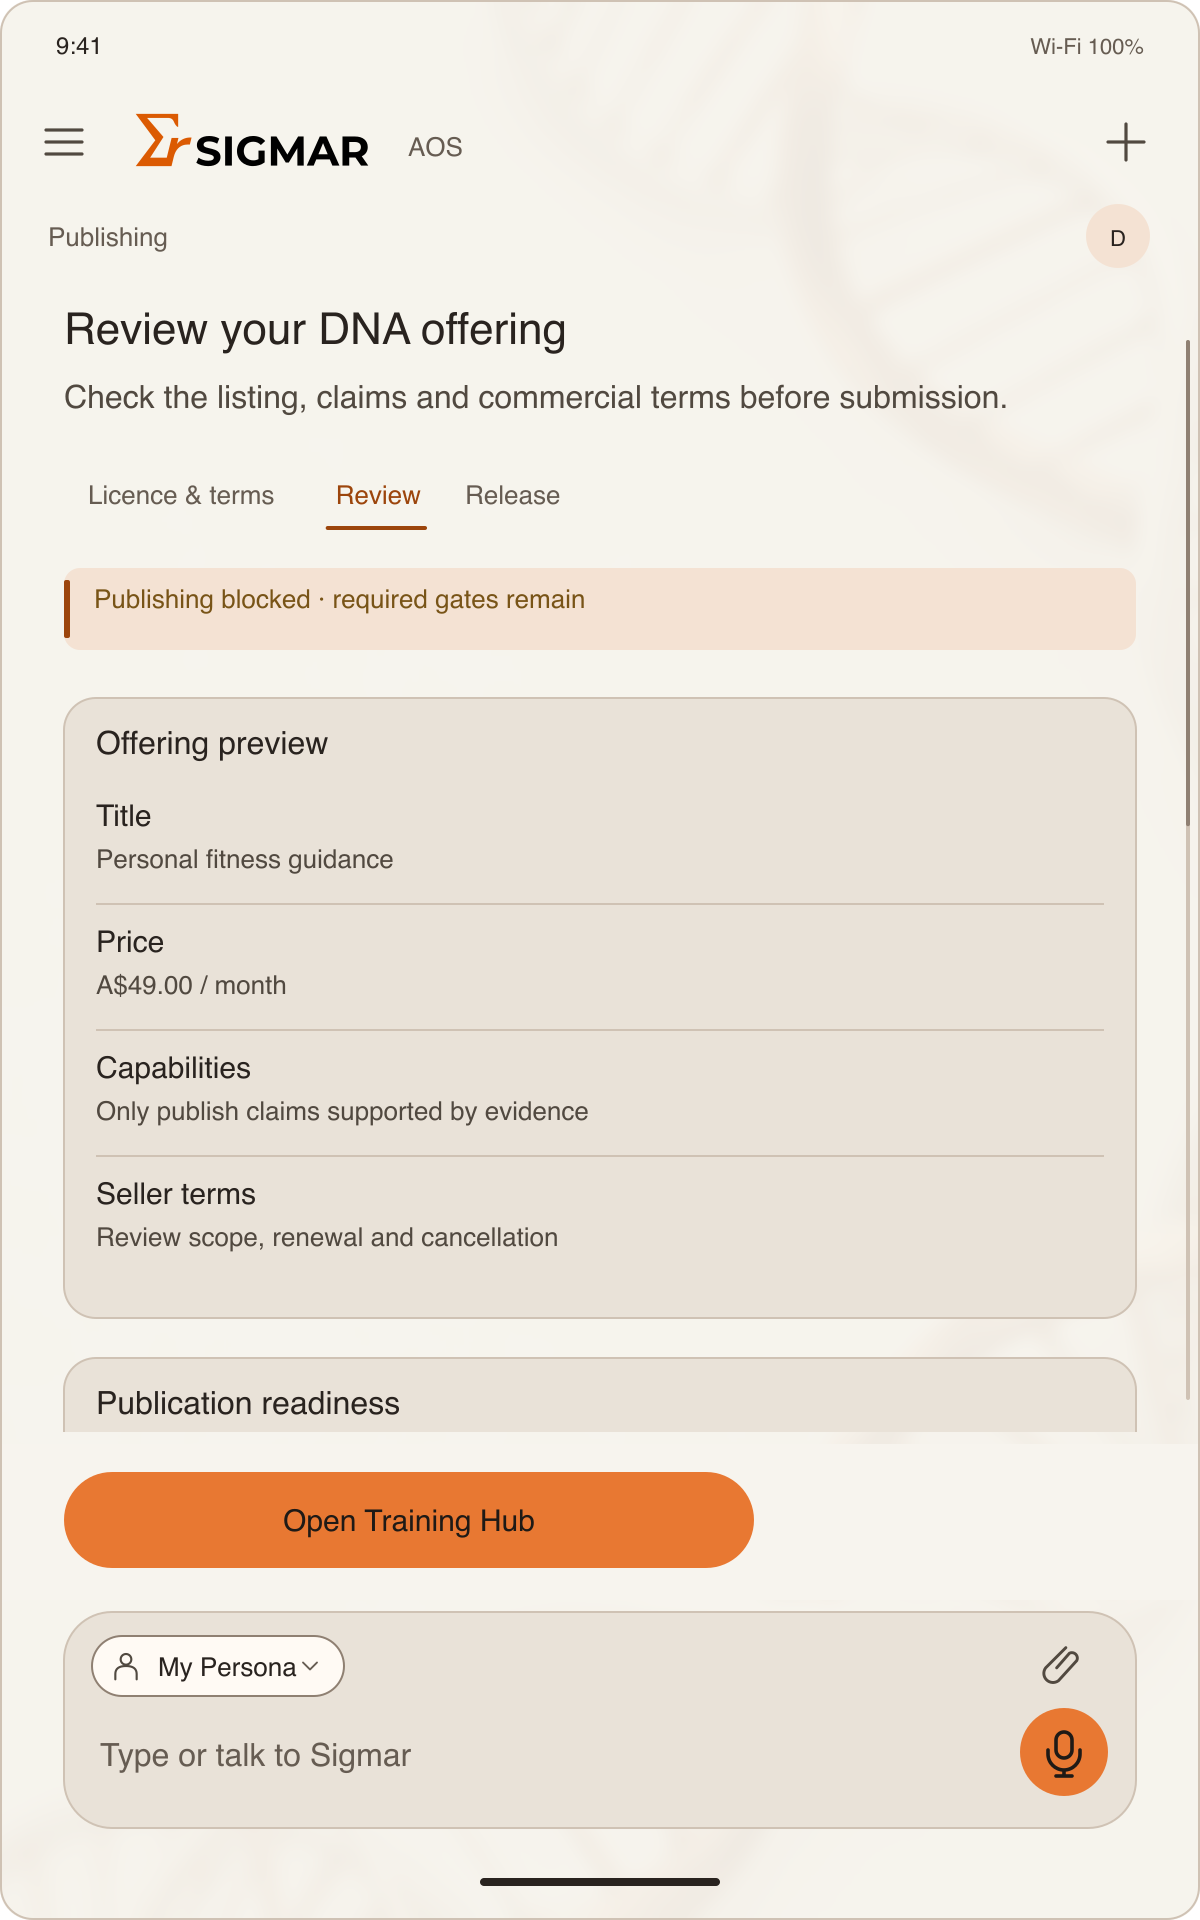 9:41
Wi-Fi 100%
Σr SIGMAR AOS
Publishing
D
Review your DNA offering
Check the listing, claims and commercial terms before submission.
Licence & terms
Review
Release
Publishing blocked · required gates remain
Offering preview
Title
Personal fitness guidance
Price
A$49.00 / month
Capabilities
Only publish claims supported by evidence
Seller terms
Review scope, renewal and cancellation
Publication readiness
Open Training Hub
My Persona
Type or talk to Sigmar